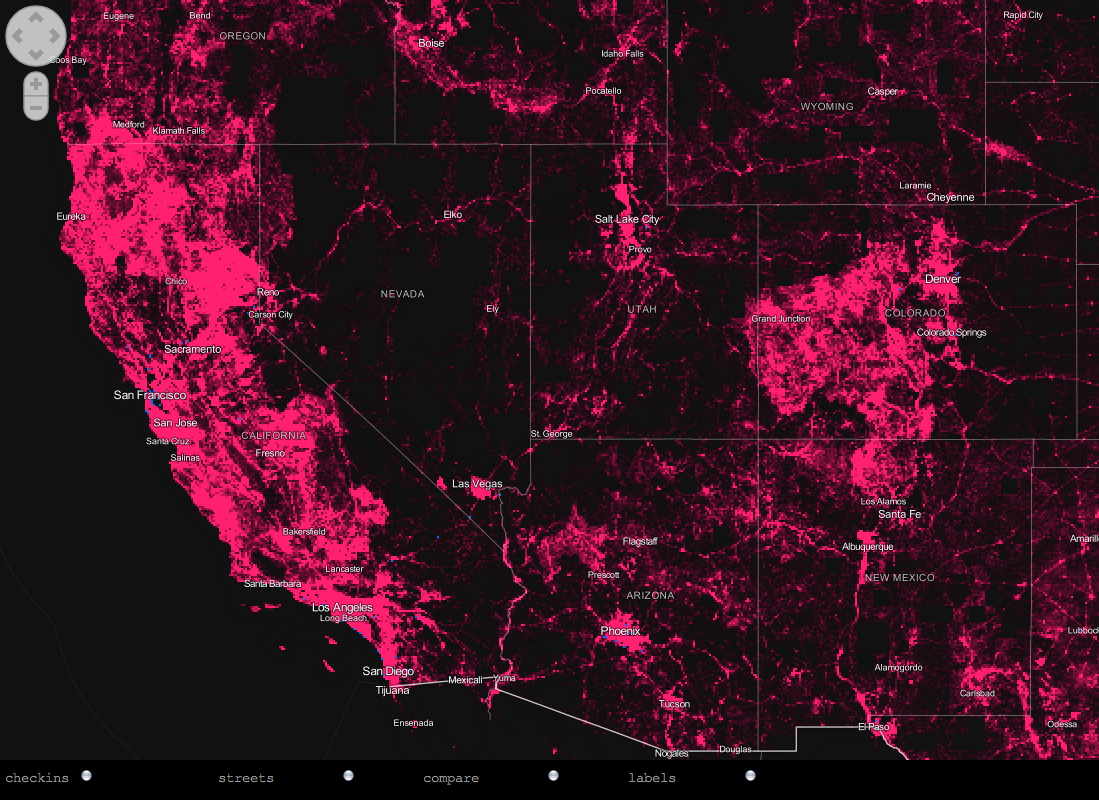 Eugene
Bend
Rapid City
OREGON
Boise
Idaho Falls
Coos Bay
Pocatello
Casper
WYOMING
Medford
Klamath Falls
Laramie
Cheyenne
Eureka
Elko
Salt Lake City
Provo
Chico
Reno
NEVADA
Denver
Carson City
Ely
UTAH
Grand Junction
COLORADO
Colorado Springs
Sacramento
San Francisco
San Jose
Santa Cruz
CALIFORNIA
St. George
Salinas
Fresno
Las Vegas
Los Alamos
Santa Fe
Bakersfield
Flagstaff
Albuquerque
Amarill
Lancaster
Prescott
NEW MEXICO
Santa Barbara
ARIZONA
Los Angeles
Long Beach
Phoenix
Lubboc
San Diego
Mexicali
Yuma
Alamogordo
Tijuana
Carlsbad
Tucson
Ensenada
El Paso
Odessa
Nogales
Douglas
checkins
streets
compare
labels